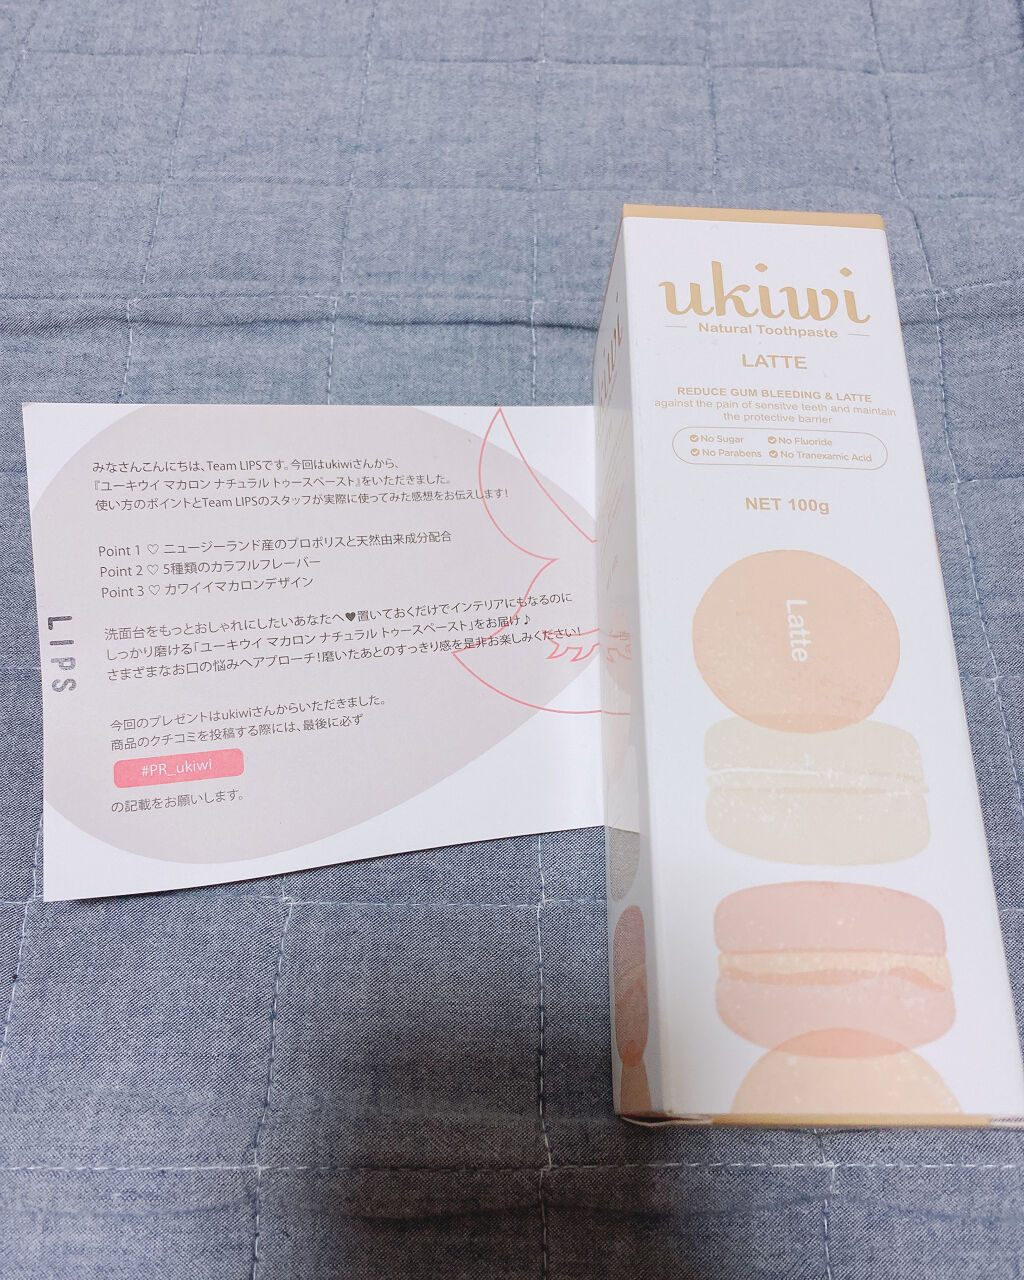 みなさんこんにちは、Team LIPSです。今回はukiwiさんから、
『ユーキウイ マカロン ナチュラル トゥースペースト』をいただきました。
使い方のポイントとTeam LIPSのスタッフが実際に使ってみた感想をお伝えします!
Point 1 ♡ ニュージーランド産のプロポリスと天然由来成分配合
Point 2 ♡ 5種類のカラフルフレーバー
Point 3 ♡ カワイイマカロンデザイン
洗面台をもっとおしゃれにしたいあなたへ♥置いておくだけでインテリアにもなるのに
しっかり磨ける「ユーキウイ マカロン ナチュラル トゥースペースト」をお届け♪
さまざまなお口の悩みへアプローチ!磨いたあとのすっきり感を是非お楽しみください!
今回のプレゼントはukiwiさんからいただきました。
商品のクチコミを投稿する際には、最後に必ず
#PR_ukiwi
の記載をお願いします。
LIPS
ukiwi
Natural Toothpaste
LATTE
REDUCE GUM BLEEDING & LATTE
against the pain of sensitve teeth and maintain
the protective barrier
No Sugar No Fluoride
No Parabens No Tranexamic Acid
NET 100g
Latte